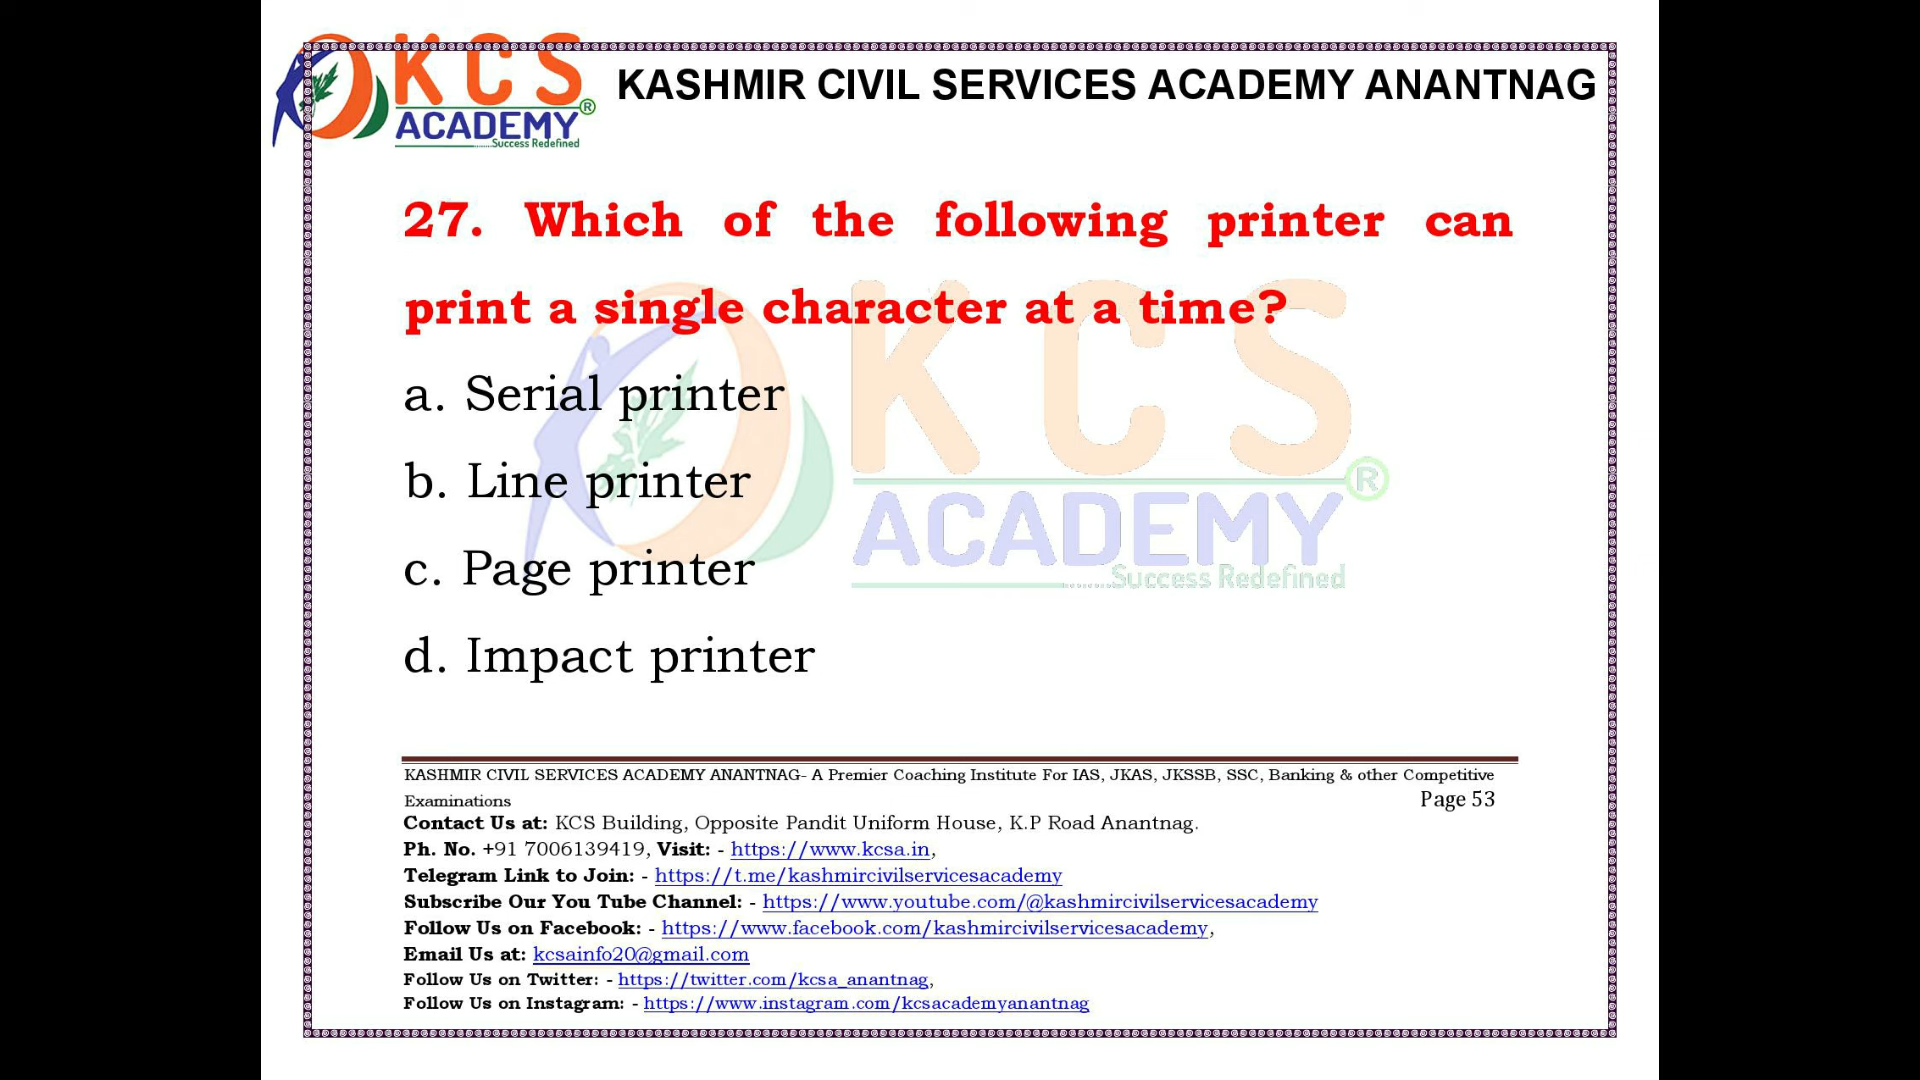 KCS
ACADEMY®
.......Success Redefined
KASHMIR CIVIL SERVICES ACADEMY ANANTNAG
27. Which of the following printer can
print a single character at a time?
a. Serial printer
b. Line printer
c. Page printer
d. Impact printer
KCS
ACADEMY®
.......Success Redefined
KASHMIR CIVIL SERVICES ACADEMY ANANTNAG- A Premier Coaching Institute For IAS, JKAS, JKSSB, SSC, Banking & other Competitive
Examinations Page 53
Contact Us at: KCS Building, Opposite Pandit Uniform House, K.P Road Anantnag.
Ph. No. +91 7006139419, Visit: - https://www.kcsa.in,
Telegram Link to Join: - https://t.me/kashmircivilservicesacademy
Subscribe Our You Tube Channel: - https://www.youtube.com/@kashmircivilservicesacademy
Follow Us on Facebook: - https://www.facebook.com/kashmircivilservicesacademy,
Email Us at: kcsainfo20@gmail.com
Follow Us on Twitter: - https://twitter.com/kcsa_anantnag,
Follow Us on Instagram: - https://www.instagram.com/kcsacademyanantnag